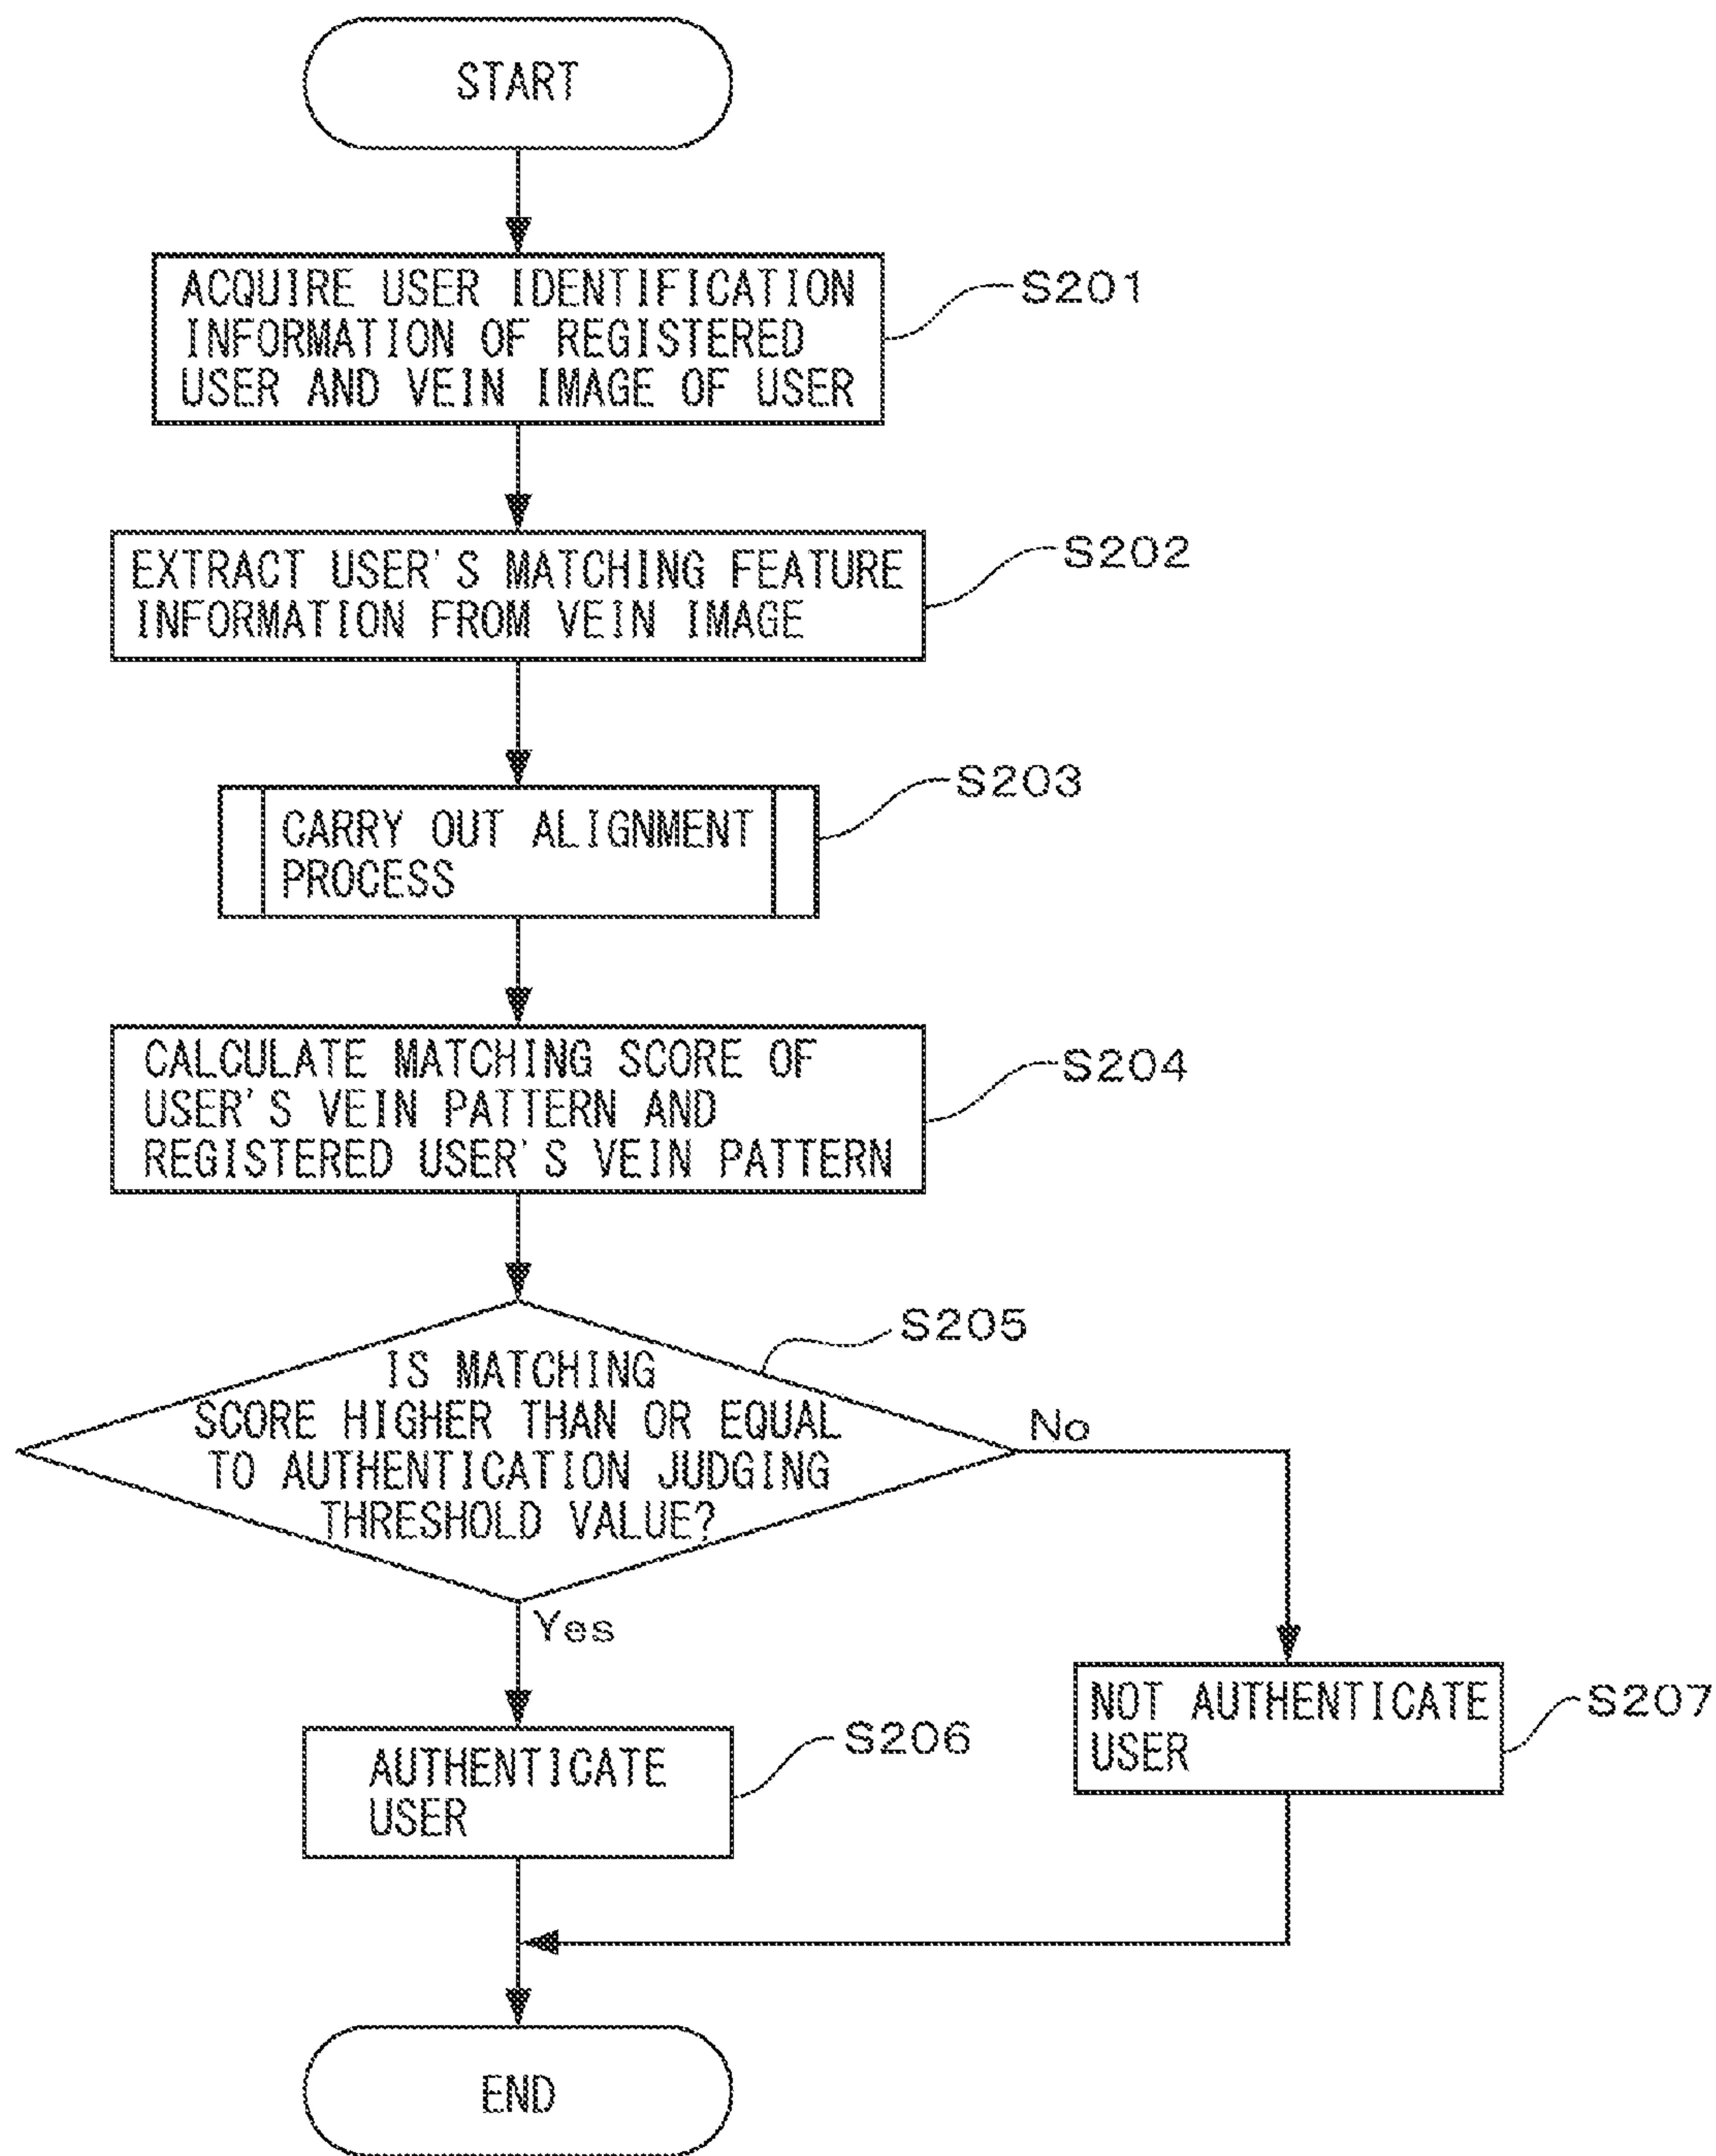 START
ACQUIRE USER IDENTIFICATION
INFORMATION OF REGISTERED
USER AND VEIN IMAGE OF USER
S201
EXTRACT USER'S MATCHING FEATURE
INFORMATION FROM VEIN IMAGE
S202
CARRY OUT ALIGNMENT
PROCESS
S203
CALCULATE MATCHING SCORE OF
USER'S VEIN PATTERN AND
REGISTERED USER'S VEIN PATTERN
S204
IS MATCHING
SCORE HIGHER THAN OR EQUAL
TO AUTHENTICATION JUDGING
THRESHOLD VALUE?
S205
No
Yes
AUTHENTICATE
USER
S206
NOT AUTHENTICATE
USER
S207
END